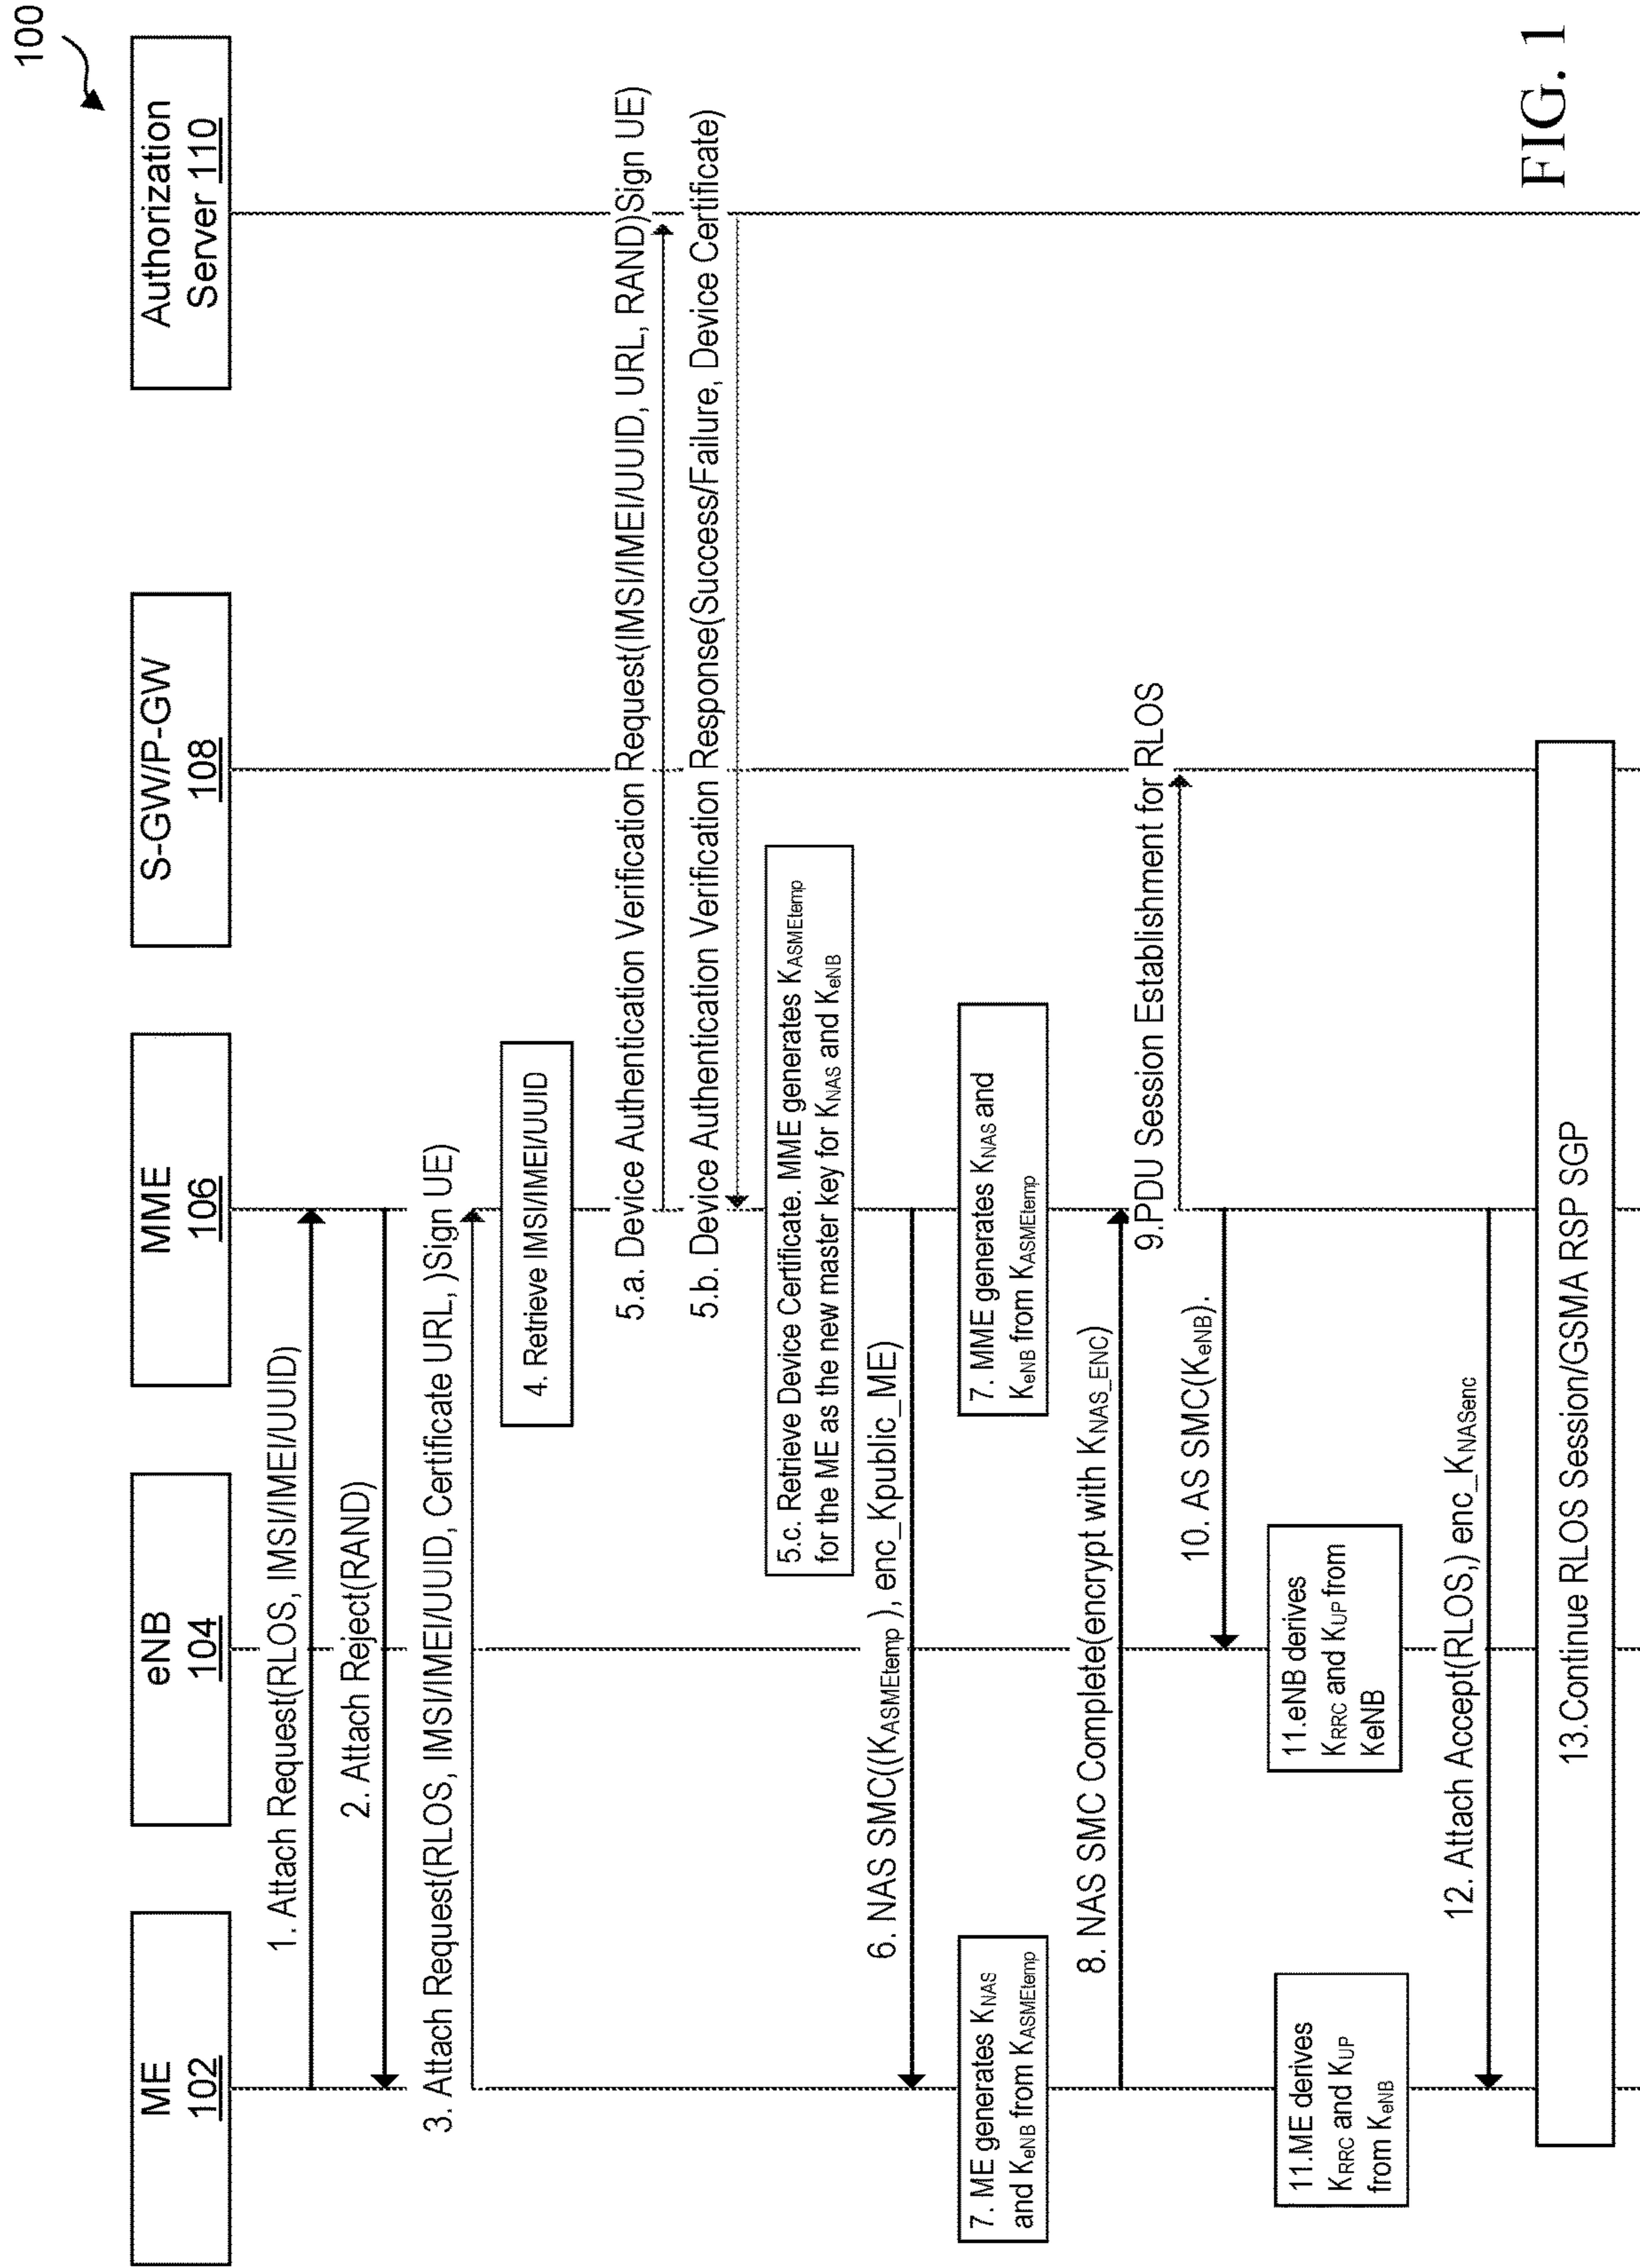 100
ME
102
eNB
104
MME
106
S-GW/P-GW
108
Authorization
Server 110
1. Attach Request(RLOS, IMSI/IMEI/UUID)
2. Attach Reject(RAND)
3. Attach Request(RLOS, IMSI/IMEI/UUID, Certificate URL, )Sign UE)
4. Retrieve IMSI/IMEI/UUID
5.a. Device Authentication Verification Request(IMSI/IMEI/UUID, URL, RAND)Sign UE)
5.b. Device Authentication Verification Response(Success/Failure, Device Certificate)
5.c. Retrieve Device Certificate. MME generates KASMEtemp
for the ME as the new master key for KNAS and KeNB
6. NAS SMC((KASMEtemp ), enc_Kpublic_ME)
7. ME generates KNAS
and KeNB from KASMEtemp
7. MME generates KNAS and
KeNB from KASMEtemp
8. NAS SMC Complete(encrypt with KNAS_ENC)
9.PDU Session Establishment for RLOS
10. AS SMC(KeNB).
11.ME derives
KRRC and KUP
from KeNB
11.eNB derives
KRRC and KUP from
KeNB
12. Attach Accept(RLOS,) enc_KNASenc
13.Continue RLOS Session/GSMA RSP SGP
FIG. 1